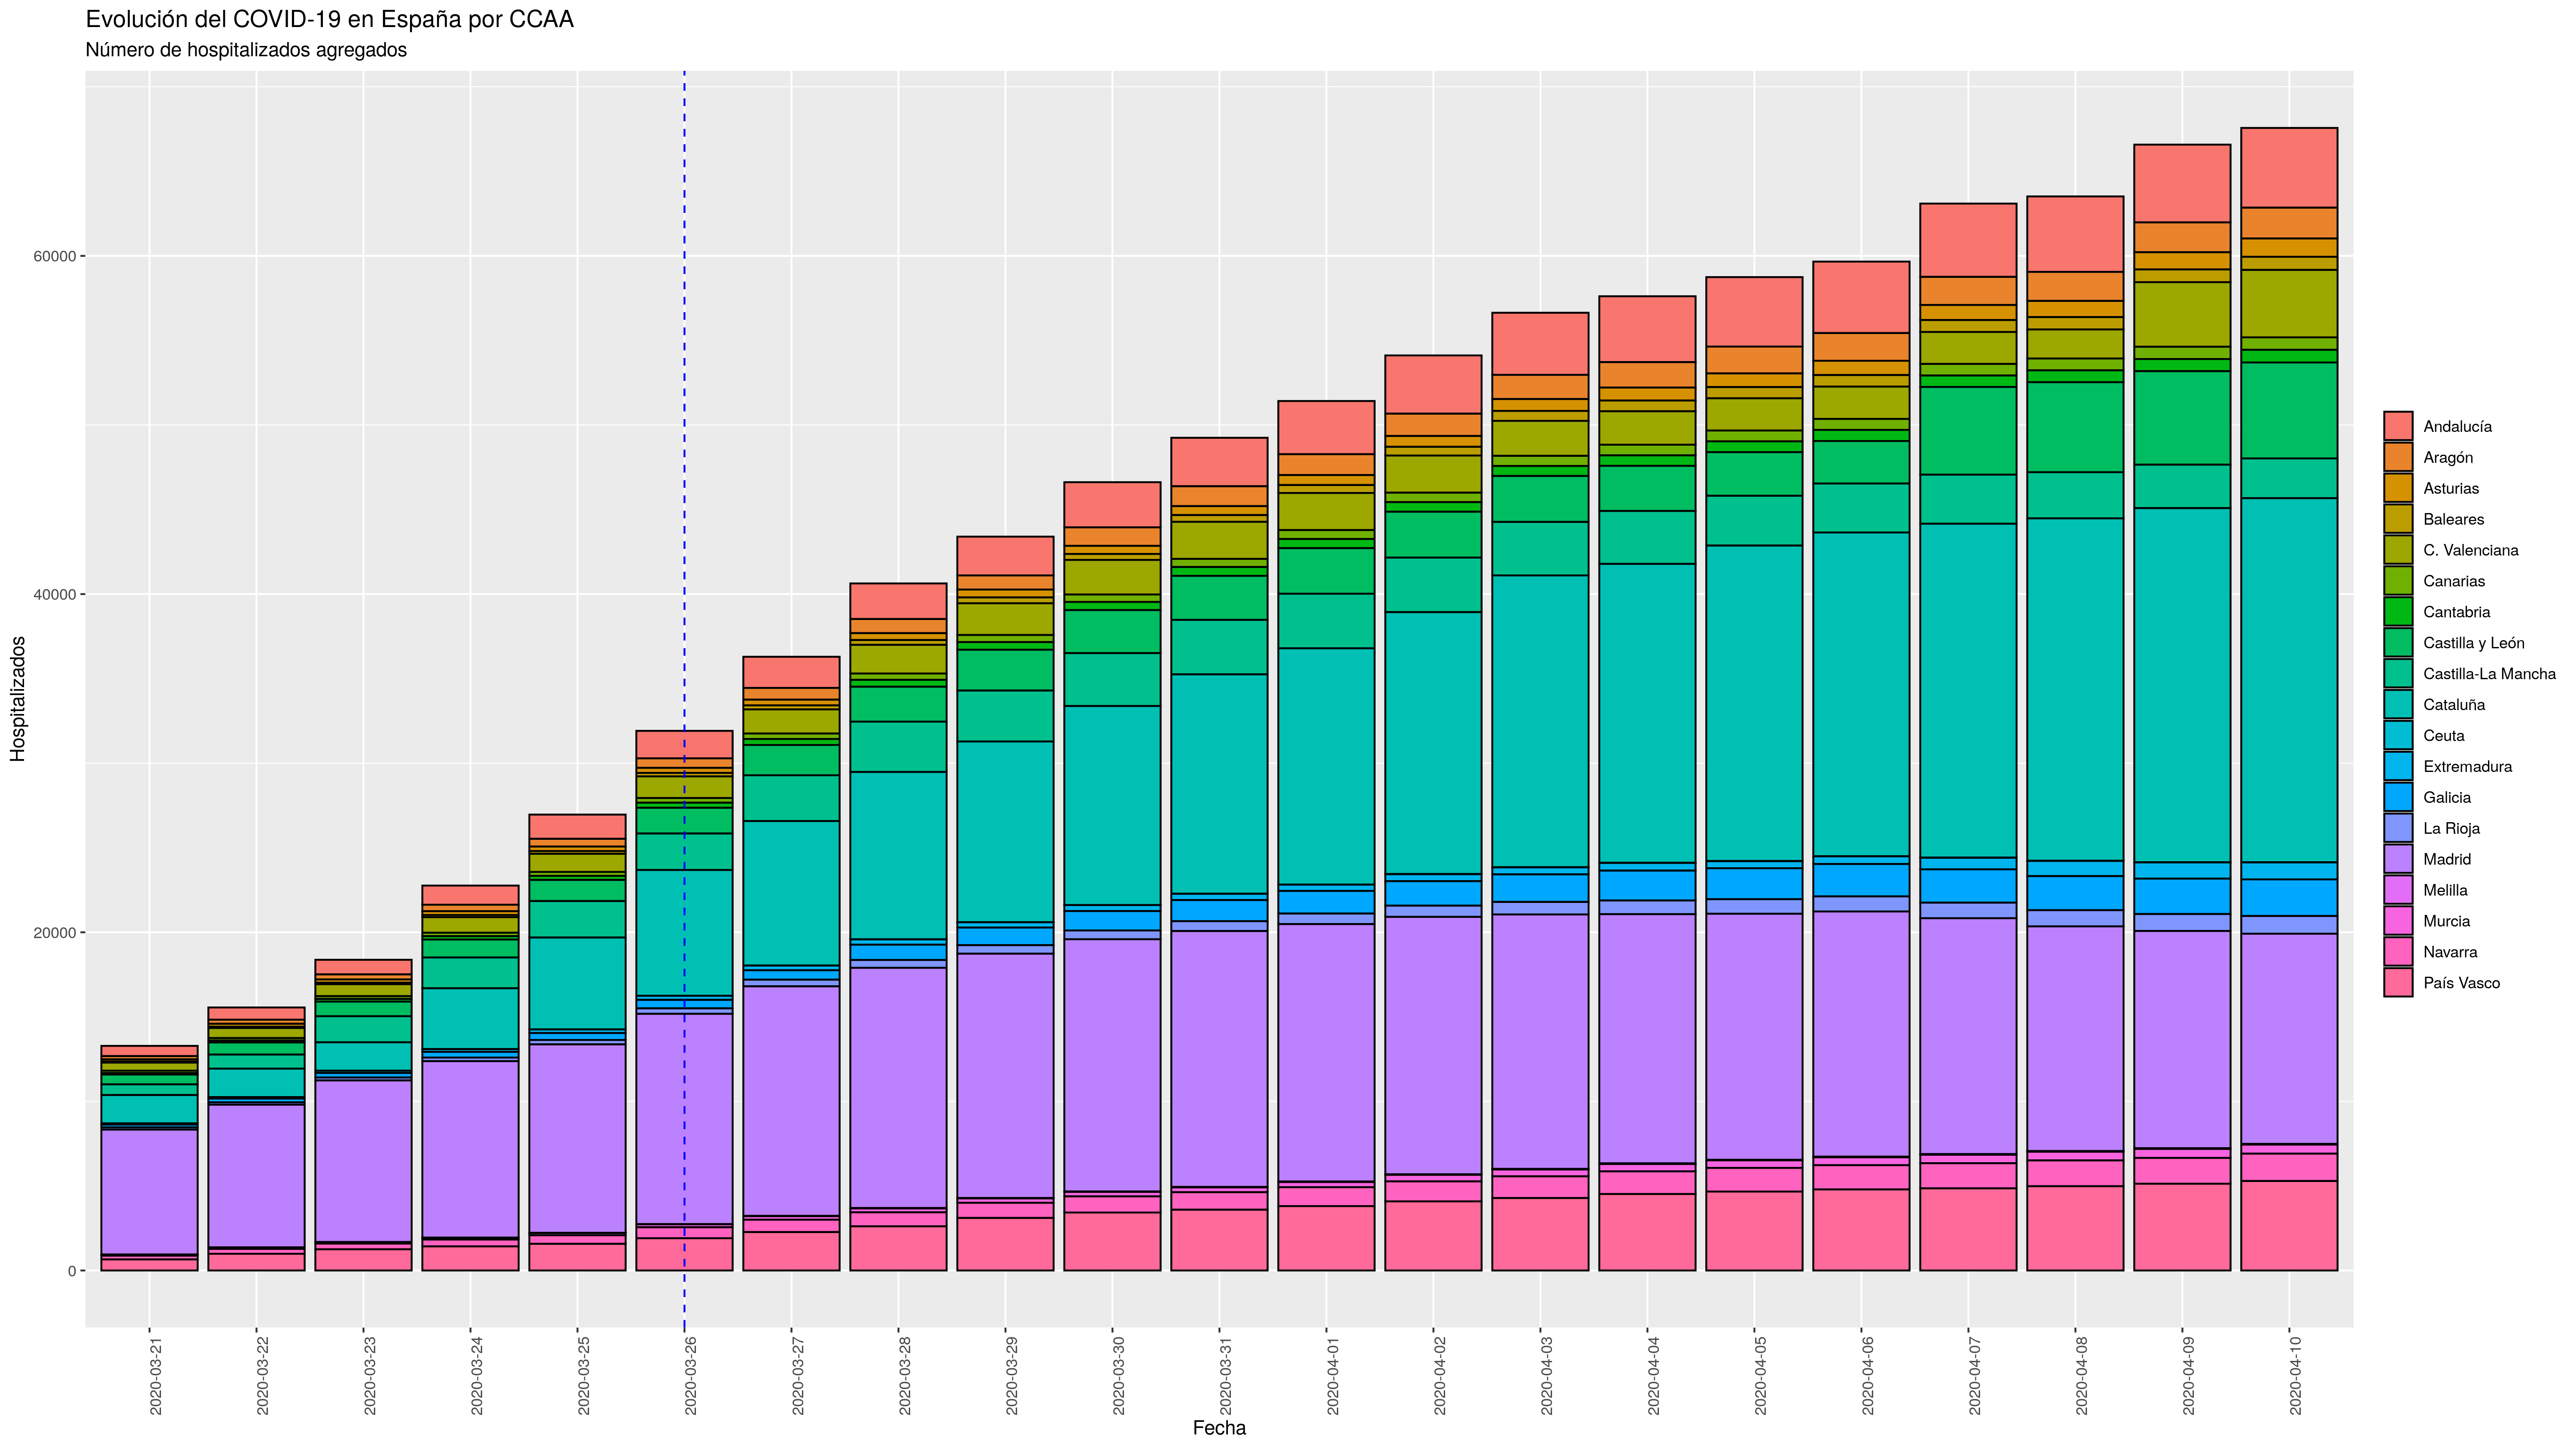 Evolución del COVID-19 en España por CCAA
Número de hospitalizados agregados
Hospitalizados
60000
40000
20000
0
2020-03-21
2020-03-22
2020-03-23
2020-03-24
2020-03-25
2020-03-26
2020-03-27
2020-03-28
2020-03-29
2020-03-30
2020-03-31
2020-04-01
2020-04-02
2020-04-03
2020-04-04
2020-04-05
2020-04-06
2020-04-07
2020-04-08
2020-04-09
2020-04-10
Fecha
Andalucía
Aragón
Asturias
Baleares
C. Valenciana
Canarias
Cantabria
Castilla y León
Castilla-La Mancha
Cataluña
Ceuta
Extremadura
Galicia
La Rioja
Madrid
Melilla
Murcia
Navarra
País Vasco